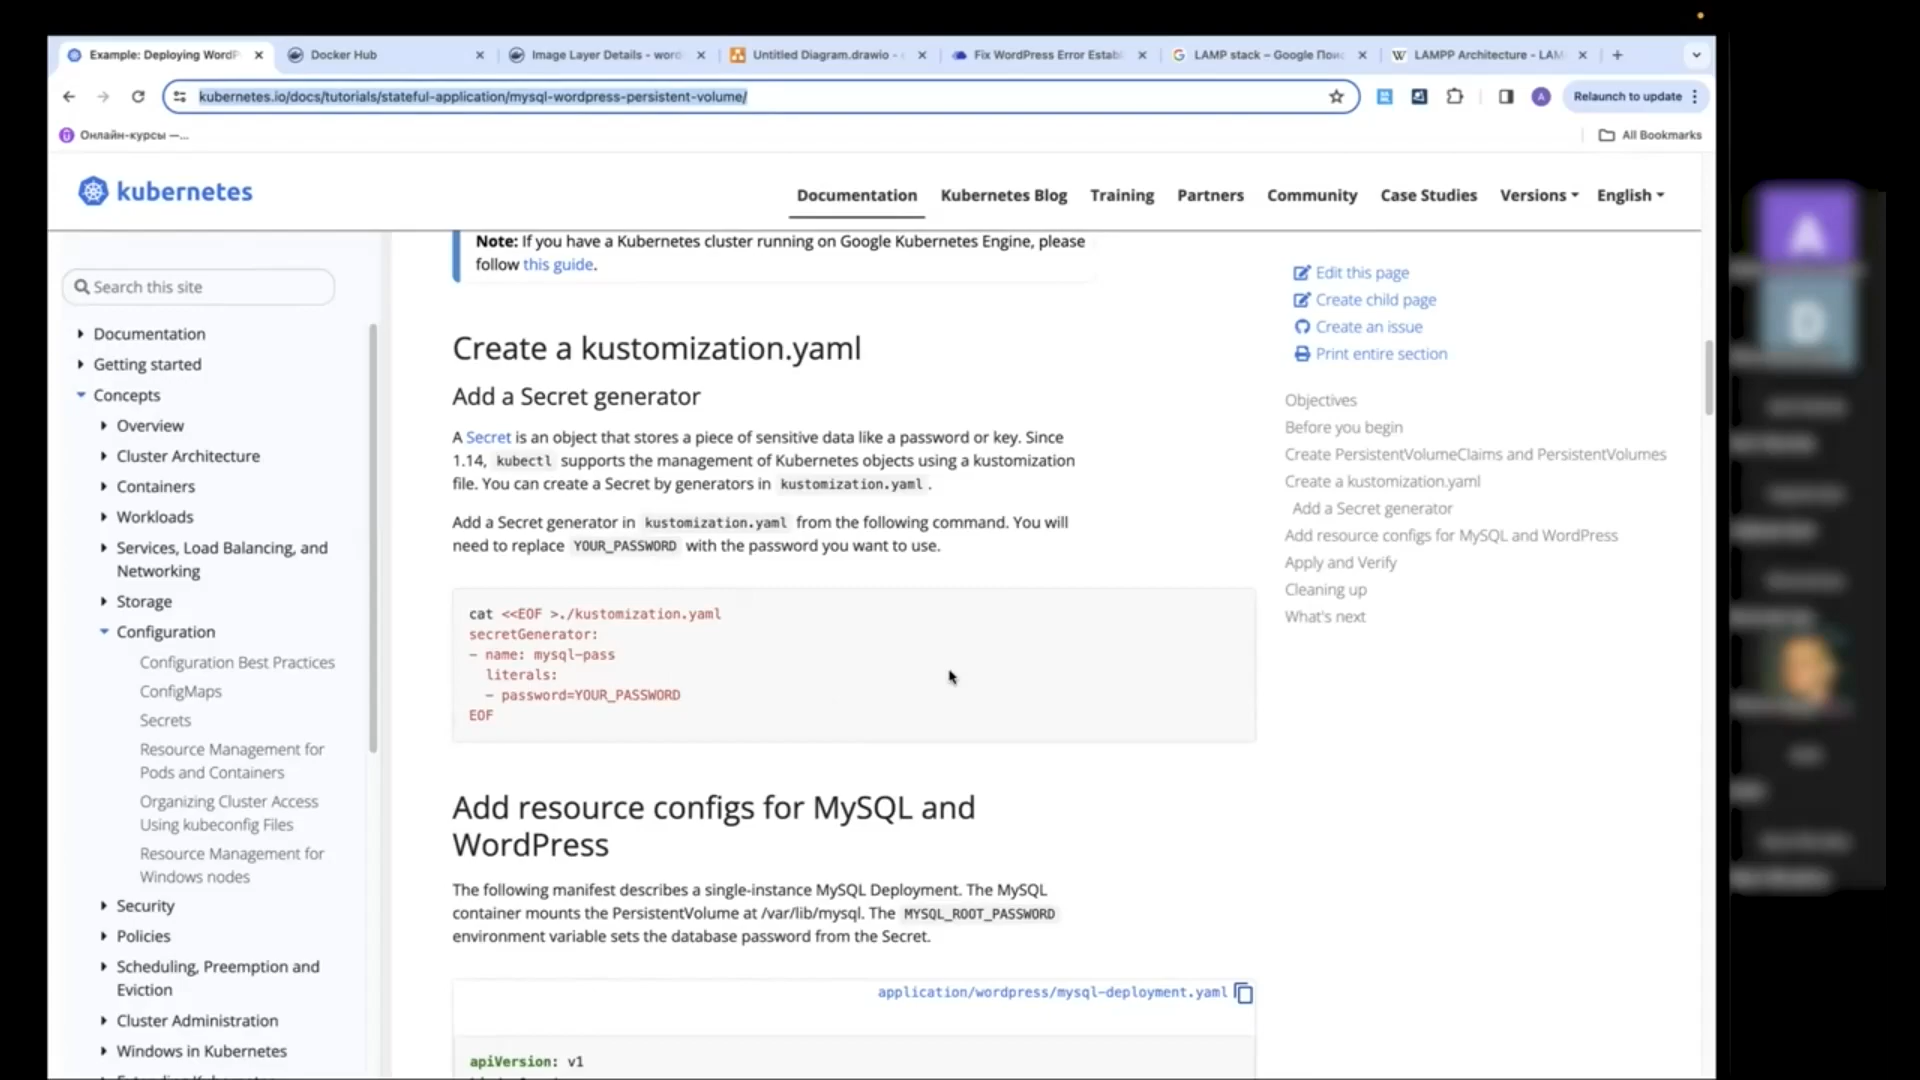 Example: Deploying WordP
Docker Hub
Image Layer Details - word
Untitled Diagram.drawio -
Fix WordPress Error Establ
LAMP stack – Google Поис
LAMPP Architecture - LAM
kubernetes.io/docs/tutorials/stateful-application/mysql-wordpress-persistent-volume/
A
Relaunch to update
Онлайн-курсы —...
All Bookmarks
kubernetes
Documentation
Kubernetes Blog
Training
Partners
Community
Case Studies
Versions
English
Search this site
Documentation
Getting started
Concepts
Overview
Cluster Architecture
Containers
Workloads
Services, Load Balancing, and
Networking
Storage
Configuration
Configuration Best Practices
ConfigMaps
Secrets
Resource Management for
Pods and Containers
Organizing Cluster Access
Using kubeconfig Files
Resource Management for
Windows nodes
Security
Policies
Scheduling, Preemption and
Eviction
Cluster Administration
Windows in Kubernetes
Note: If you have a Kubernetes cluster running on Google Kubernetes Engine, please
follow this guide.
Create a kustomization.yaml
Add a Secret generator
A Secret is an object that stores a piece of sensitive data like a password or key. Since
1.14, kubectl supports the management of Kubernetes objects using a kustomization
file. You can create a Secret by generators in kustomization.yaml .
Add a Secret generator in kustomization.yaml from the following command. You will
need to replace YOUR_PASSWORD with the password you want to use.
cat <<EOF >./kustomization.yaml
secretGenerator:
- name: mysql-pass
literals:
- password=YOUR_PASSWORD
EOF
Add resource configs for MySQL and
WordPress
The following manifest describes a single-instance MySQL Deployment. The MySQL
container mounts the PersistentVolume at /var/lib/mysql. The MYSQL_ROOT_PASSWORD
environment variable sets the database password from the Secret.
application/wordpress/mysql-deployment.yaml
apiVersion: v1
Edit this page
Create child page
Create an issue
Print entire section
Objectives
Before you begin
Create PersistentVolumeClaims and PersistentVolumes
Create a kustomization.yaml
Add a Secret generator
Add resource configs for MySQL and WordPress
Apply and Verify
Cleaning up
What's next
A
D